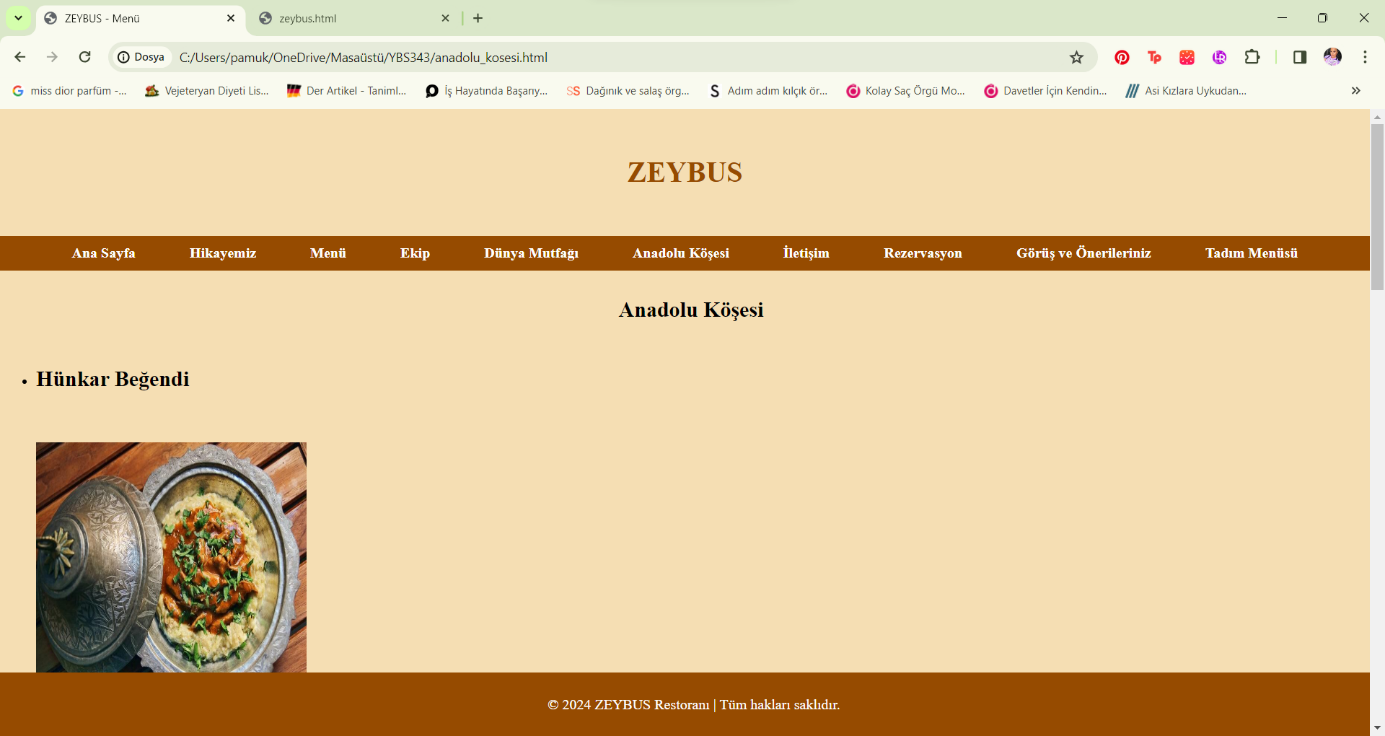 ZEYBUS - Menü
zeybus.html
Dosya
C:/Users/pamuk/OneDrive/Masaüstü/YBS343/anadolu_kosesi.html
miss dior parfüm -...
Vejeteryan Diyeti Lis...
Der Artikel - Taniml...
İş Hayatında Başarıy...
SS
Dağınık ve salaş örg...
S
Adım adım kılçık ör...
Kolay Saç Örgü Mo...
Davetler İçin Kendin...
Asi Kızlara Uykudan...
ZEYBUS
Ana Sayfa
Hikayemiz
Menü
Ekip
Dünya Mutfağı
Anadolu Köşesi
İletişim
Rezervasyon
Görüş ve Önerileriniz
Tadım Menüsü
Anadolu Köşesi
Hünkar Beğendi
© 2024 ZEYBUS Restoranı | Tüm hakları saklıdır.